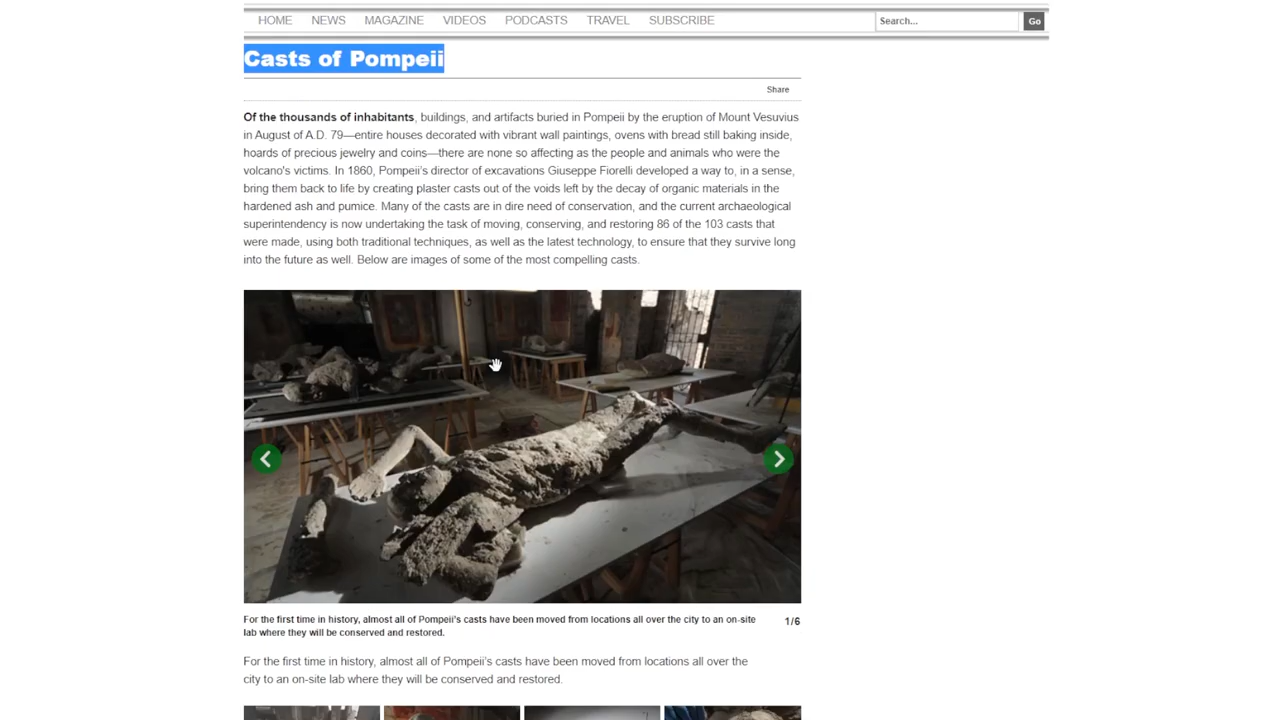 HOME NEWS MAGAZINE VIDEOS PODCASTS TRAVEL SUBSCRIBE Search... Go
Casts of Pompeii
Share
Of the thousands of inhabitants, buildings, and artifacts buried in Pompeii by the eruption of Mount Vesuvius
in August of A.D. 79—entire houses decorated with vibrant wall paintings, ovens with bread still baking inside,
hoards of precious jewelry and coins—there are none so affecting as the people and animals who were the
volcano's victims. In 1860, Pompeii's director of excavations Giuseppe Fiorelli developed a way to, in a sense,
bring them back to life by creating plaster casts out of the voids left by the decay of organic materials in the
hardened ash and pumice. Many of the casts are in dire need of conservation, and the current archaeological
superintendency is now undertaking the task of moving, conserving, and restoring 86 of the 103 casts that
were made, using both traditional techniques, as well as the latest technology, to ensure that they survive long
into the future as well. Below are images of some of the most compelling casts.
For the first time in history, almost all of Pompeii's casts have been moved from locations all over the city to an on-site 1/6
lab where they will be conserved and restored.
For the first time in history, almost all of Pompeii's casts have been moved from locations all over the
city to an on-site lab where they will be conserved and restored.